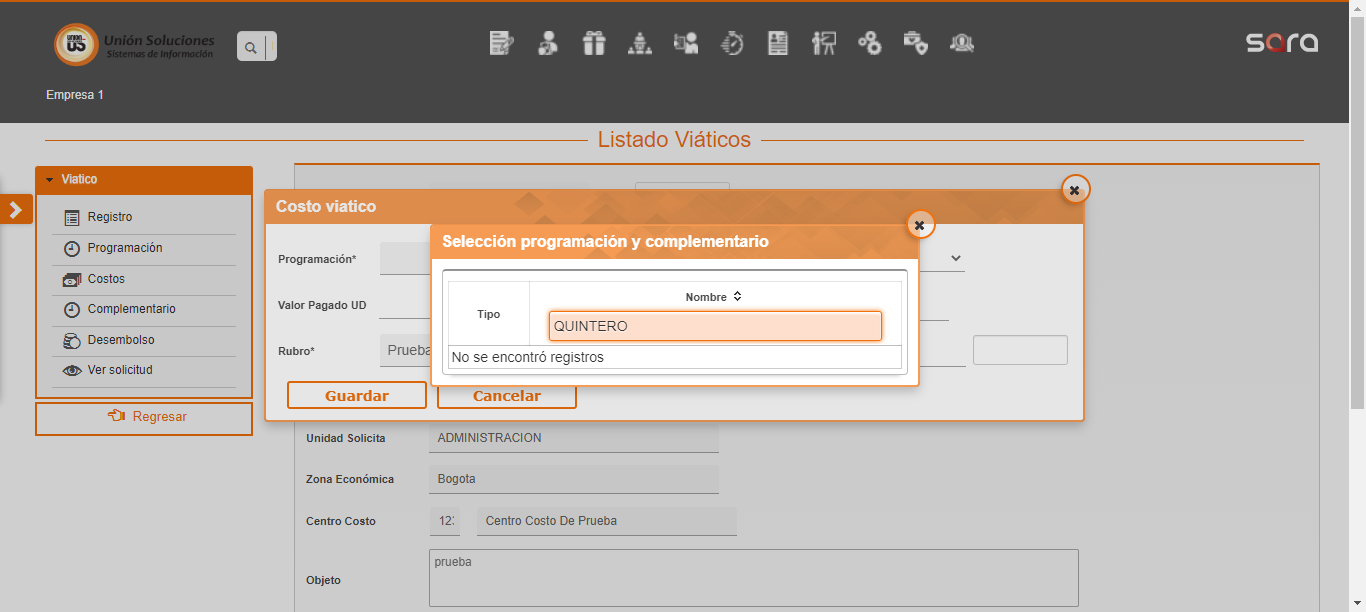 UNION
US
Unión Soluciones
Sistemas de Información
sara
Empresa 1
Listado Viáticos
Viatico
Registro
Programación
Costos
Complementario
Desembolso
Ver solicitud
Regresar
Costo viatico
Programación*
Valor Pagado UD
Rubro*
Prueba
Guardar
Cancelar
Selección programación y complementario
Tipo
Nombre
QUINTERO
No se encontró registros
Unidad Solicita
ADMINISTRACION
Zona Económica
Bogota
Centro Costo
Centro Costo De Prueba
Objeto
prueba